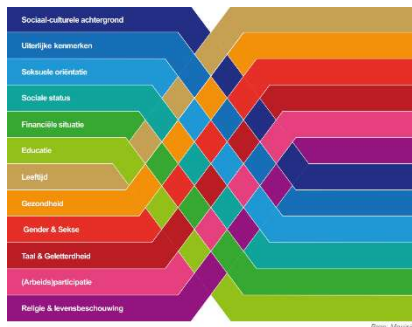 Sociaal-culturele achtergrond
Uiterlijke kenmerken
Seksuele oriëntatie
Sociale status
Financiële situatie
Educatie
Leeftijd
Gezondheid
Gender & Sekse
Taal & Geletterdheid
(Arbeids)participatie
Religie & levensbeschouwing